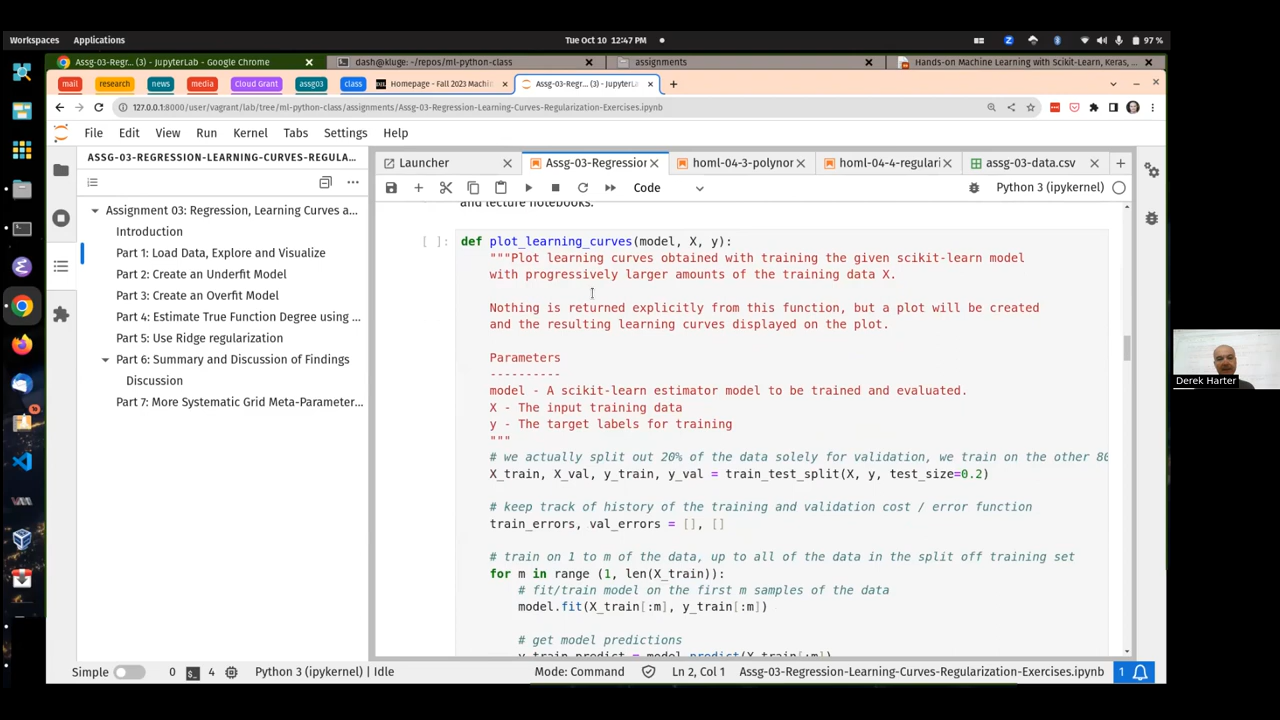 Workspaces Applications Tue Oct 10 12:47 PM 97 %
Assg-03-Regr... (3) - JupyterLab - Google Chrome dash@kluge: ~/repos/ml-python-class assignments Hands-on Machine Learning with Scikit-Learn, Keras, ...
mail research news media Cloud Grant assg03 class Homepage - Fall 2023 Machin Assg-03-Regr... (3) - Jupyter
127.0.0.1:8000/user/vagrant/lab/tree/ml-python-class/assignments/Assg-03-Regression-Learning-Curves-Regularization-Exercises.ipynb
File Edit View Run Kernel Tabs Settings Help
ASSG-03-REGRESSION-LEARNING-CURVES-REGULA...
Launcher Assg-03-Regression homl-04-3-polynor homl-04-4-regulari assg-03-data.csv
Code Python 3 (ipykernel)
Assignment 03: Regression, Learning Curves a...
Introduction
Part 1: Load Data, Explore and Visualize
Part 2: Create an Underfit Model
Part 3: Create an Overfit Model
Part 4: Estimate True Function Degree using ...
Part 5: Use Ridge regularization
Part 6: Summary and Discussion of Findings
Discussion
Part 7: More Systematic Grid Meta-Parameter...
and lecture notebooks.
[ ]: def plot_learning_curves(model, X, y):
"""Plot learning curves obtained with training the given scikit-learn model
with progressively larger amounts of the training data X.
Nothing is returned explicitly from this function, but a plot will be created
and the resulting learning curves displayed on the plot.
Parameters
----------
model - A scikit-learn estimator model to be trained and evaluated.
X - The input training data
y - The target labels for training
"""
# we actually split out 20% of the data solely for validation, we train on the other 80
X_train, X_val, y_train, y_val = train_test_split(X, y, test_size=0.2)
# keep track of history of the training and validation cost / error function
train_errors, val_errors = [], []
# train on 1 to m of the data, up to all of the data in the split off training set
for m in range (1, len(X_train)):
# fit/train model on the first m samples of the data
model.fit(X_train[:m], y_train[:m])
# get model predictions
y_train_predict = model.predict(X_train[:m])
Derek Harter
Simple 0 4 Python 3 (ipykernel) | Idle Mode: Command Ln 2, Col 1 Assg-03-Regression-Learning-Curves-Regularization-Exercises.ipynb 1